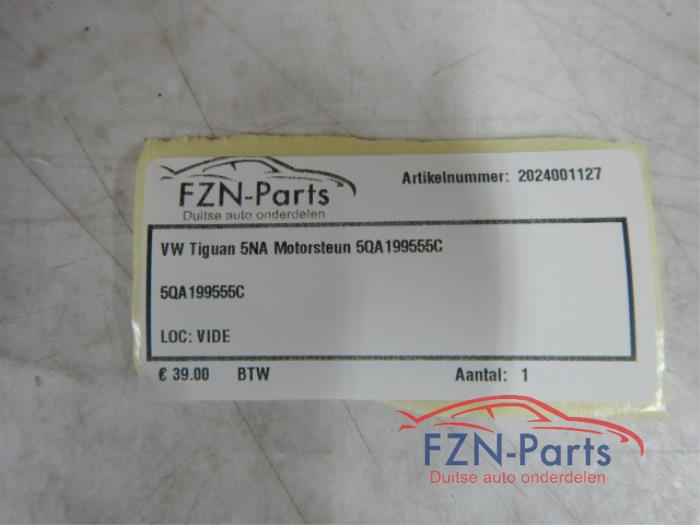 FZN-Parts
Duitse auto onderdelen
Artikelnummer: 2024001127
VW Tiguan 5NA Motorsteun 5QA199555C
5QA199555C
LOC: VIDE
€ 39.00 BTW Aantal: 1
FZN-Parts
Duitse auto onderdelen